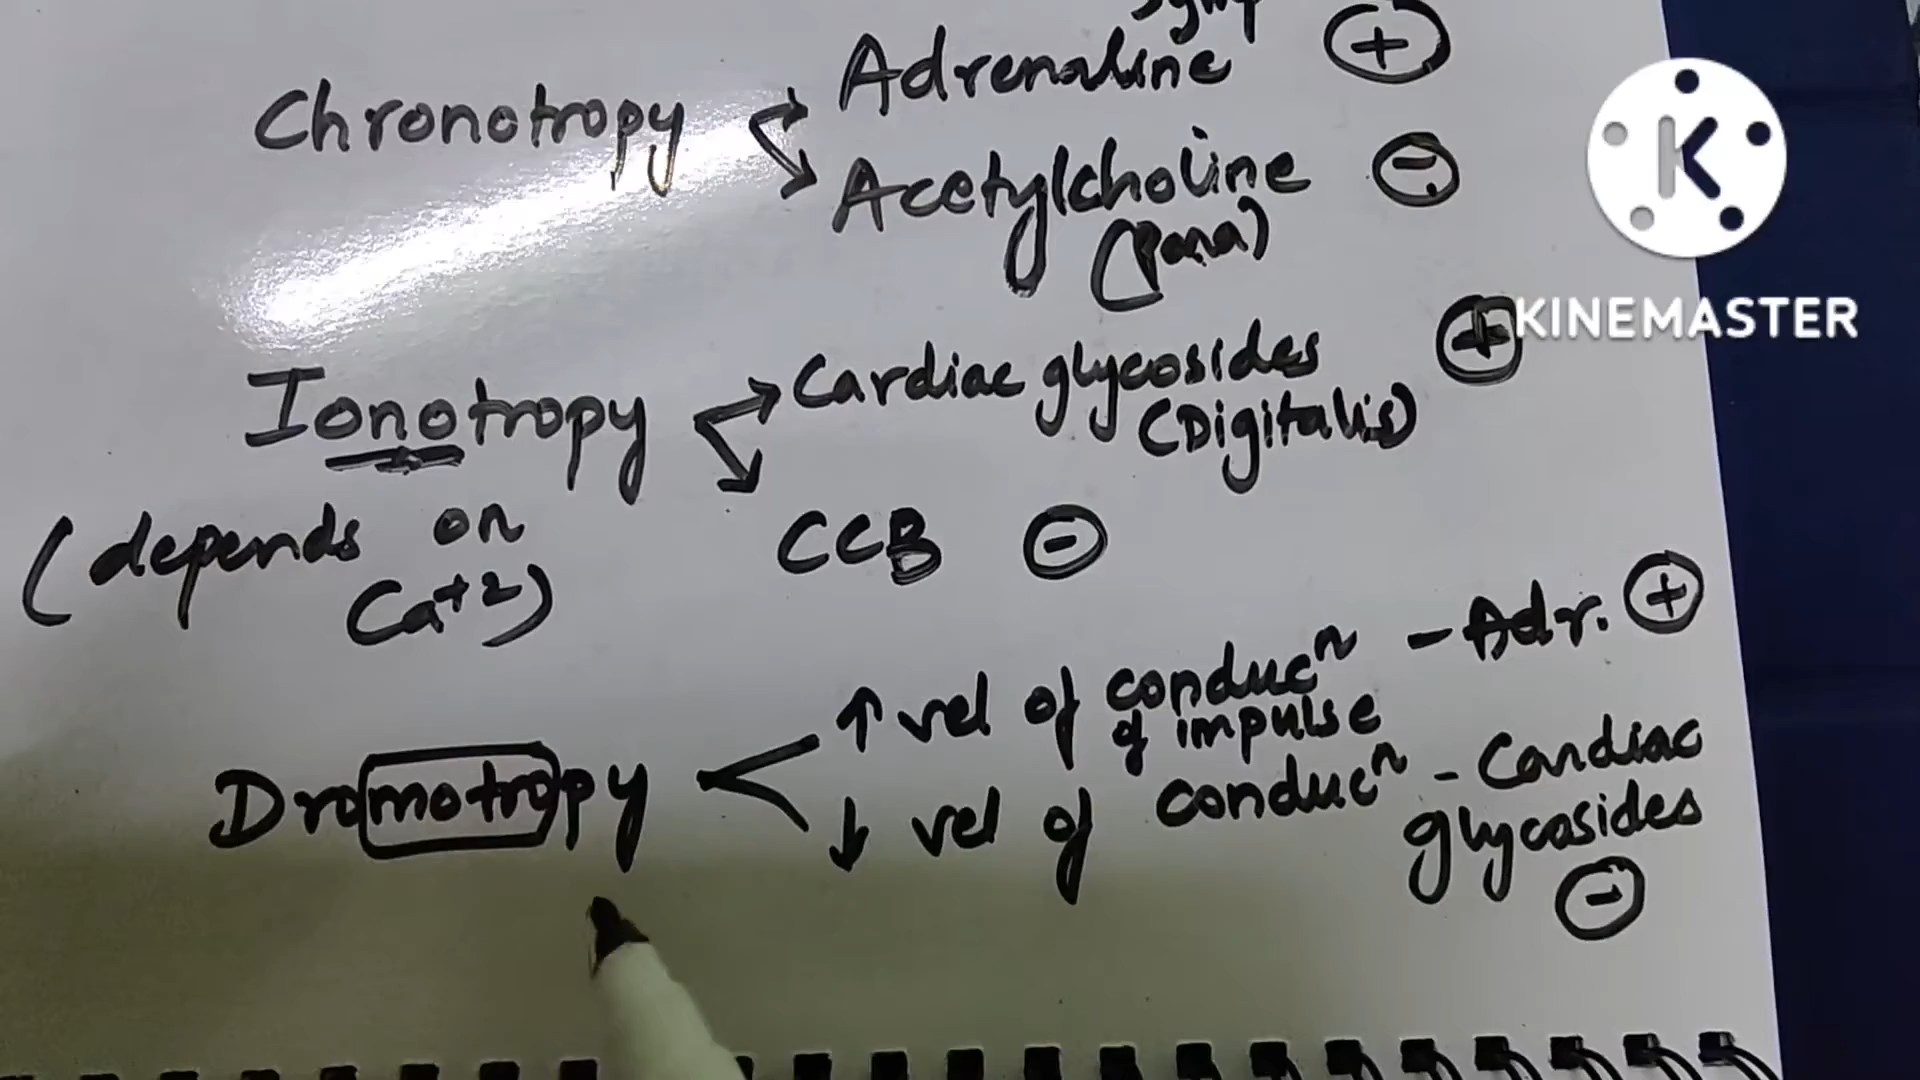 Symp
Chronotropy Adrenaline +
Acetylcholine -
(para)
Ionotropy Cardiac glycosides +
(Digitalis)
(depends on CCB -
Ca+2)
Dromotropy ↑ vel of conducn - Adr. +
of impulse
↓ vel of conducn - Cardiac
glycosides
-
K
KINEMASTER